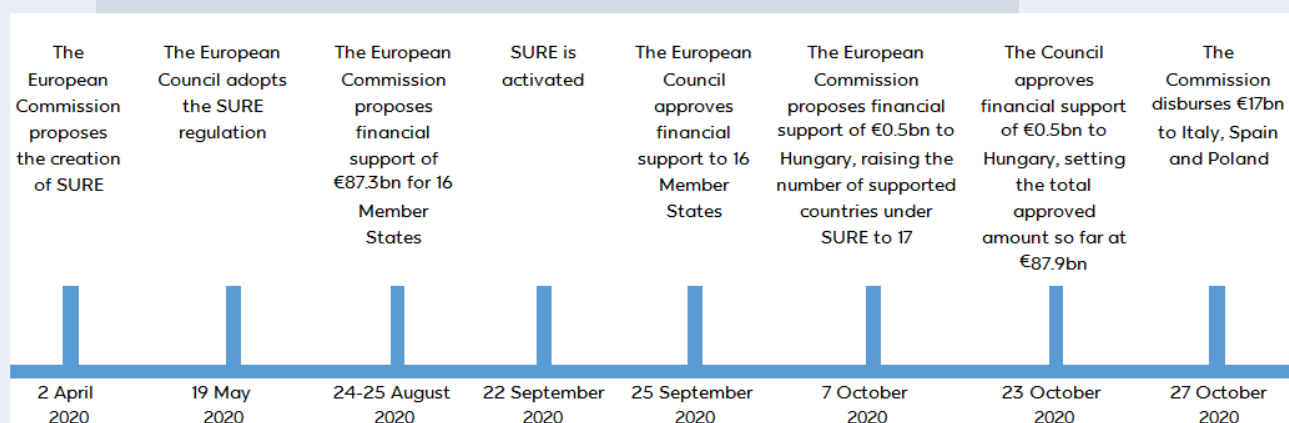 The
European
Commission
proposes
the creation
of SURE
The European
Council adopts
the SURE
regulation
The European
Commission
proposes
financial
support of
€87.3bn for 16
Member
States
SURE is
activated
The European
Council
approves
financial
support to 16
Member
States
The European
Commission
proposes financial
support of €0.5bn to
Hungary, raising the
number of supported
countries under
SURE to 17
The Council
approves
financial support
of €0.5bn to
Hungary, setting
the total
approved
amount so far at
€87.9bn
The
Commission
disburses €17bn
to Italy, Spain
and Poland
2 April
2020
19 May
2020
24-25 August
2020
22 September
2020
25 September
2020
7 October
2020
23 October
2020
27 October
2020